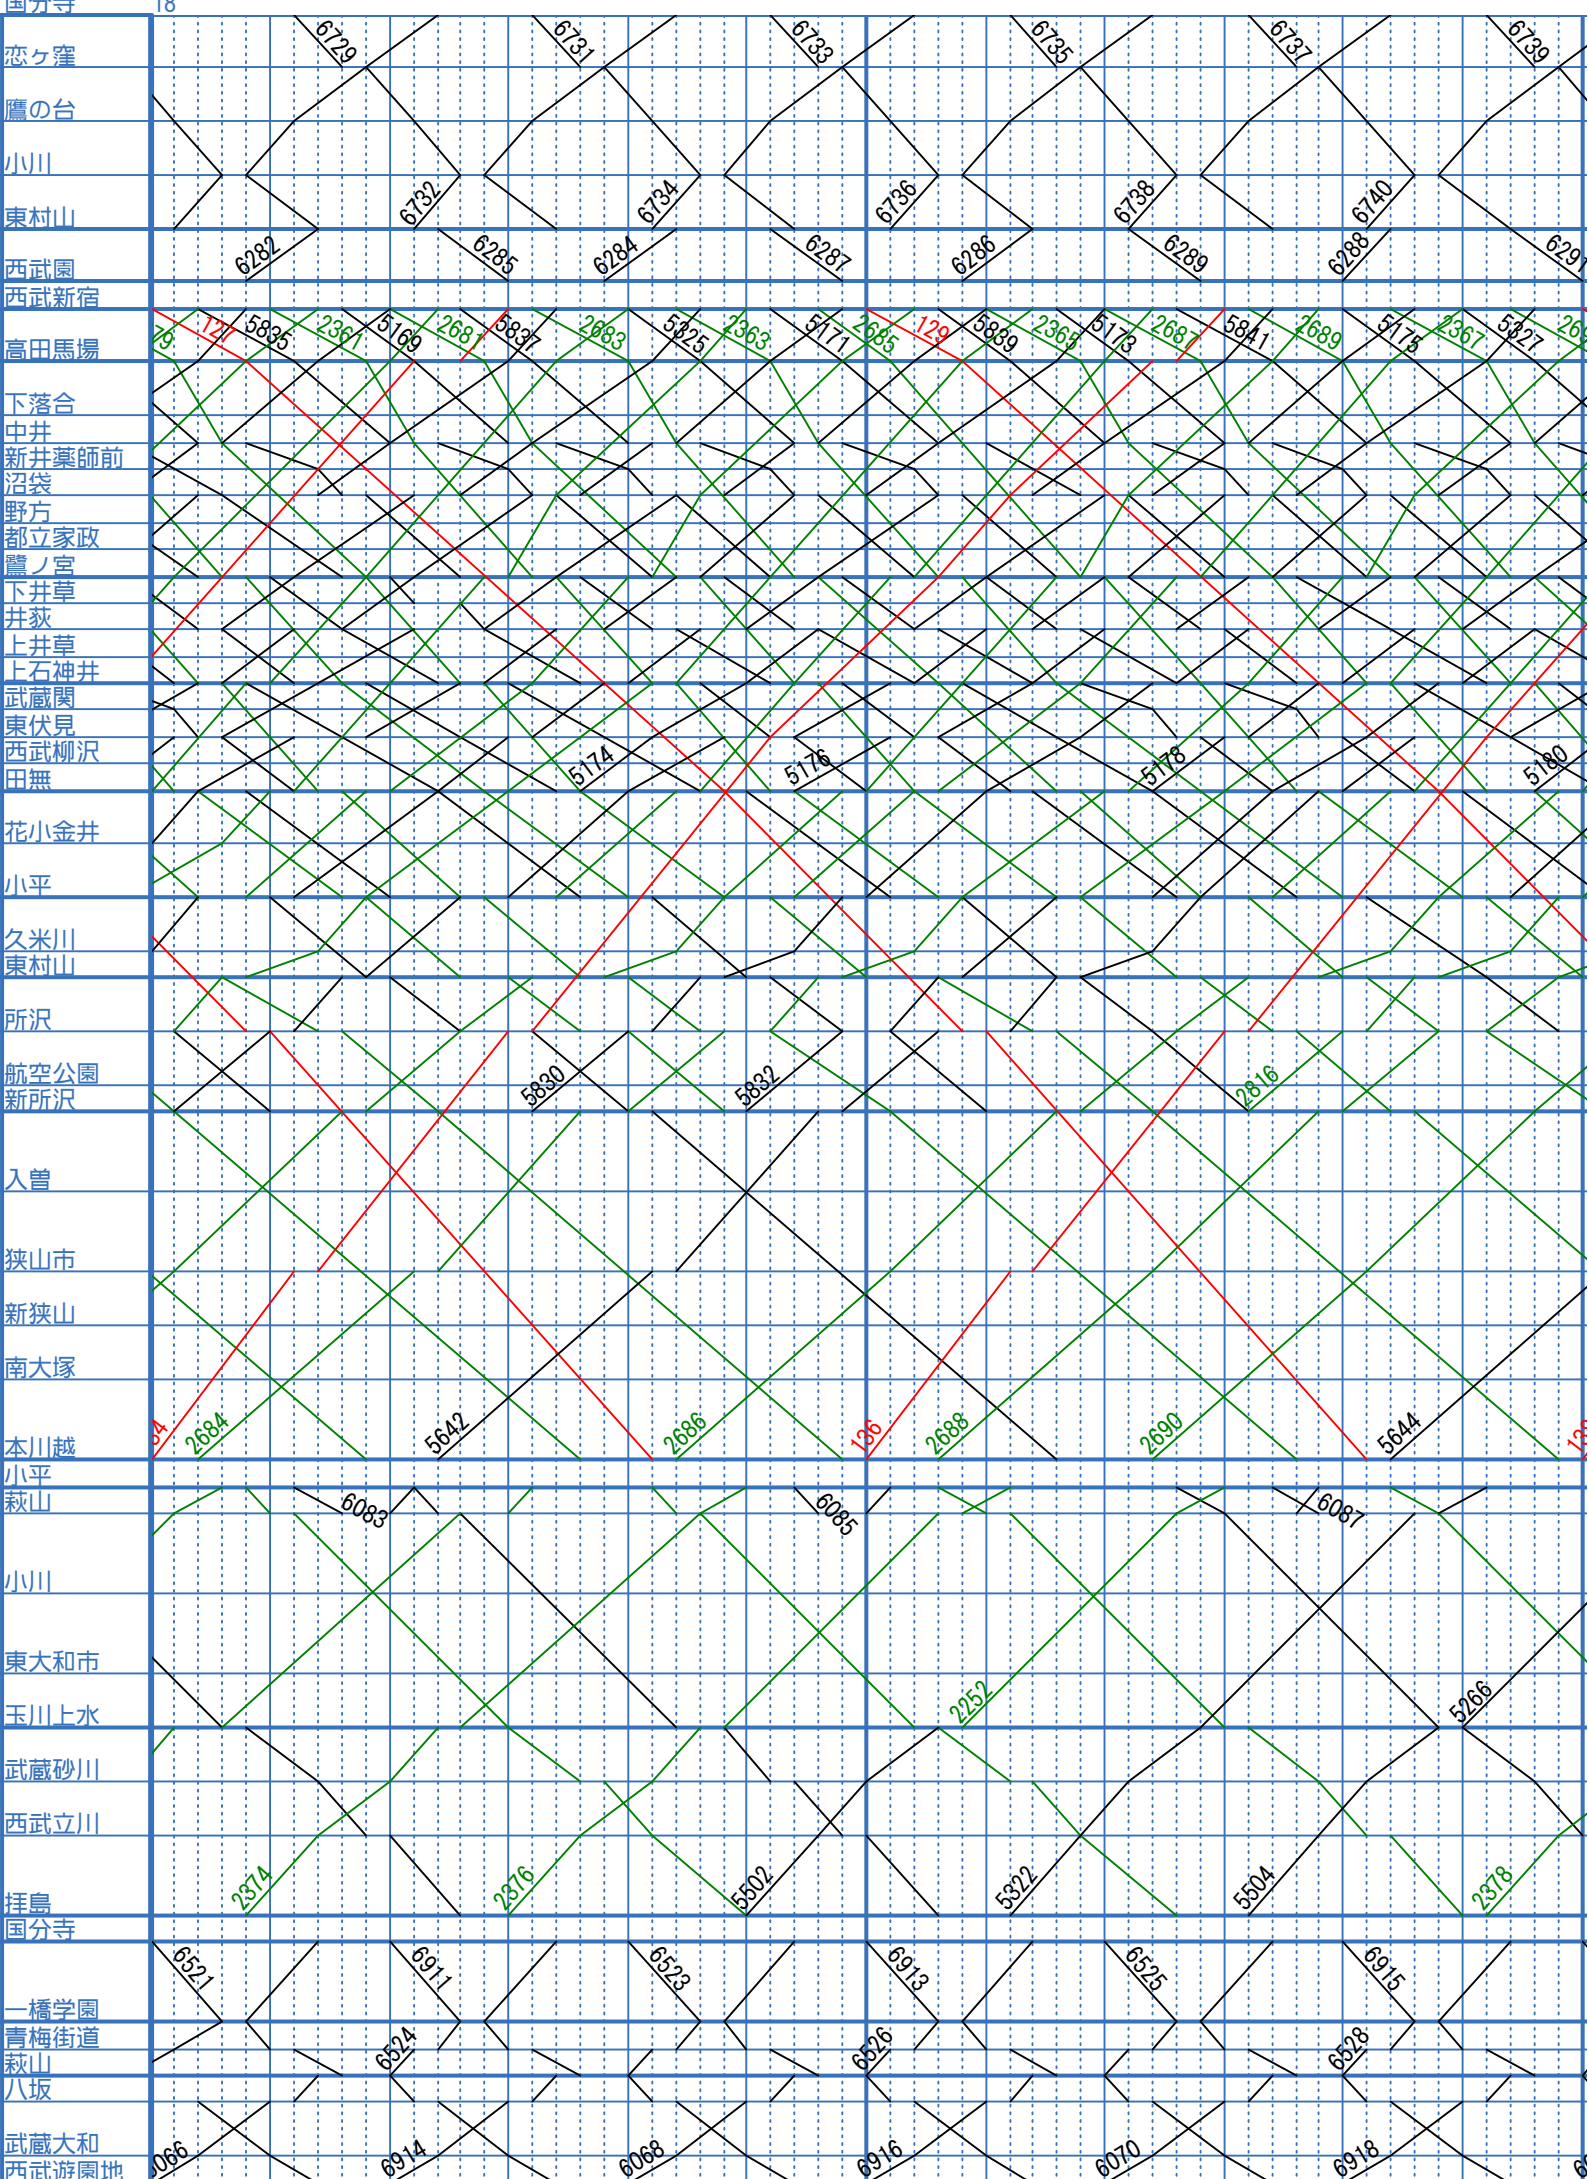 国分寺 18
恋ヶ窪 6729 6731 6733 6735 6737 6739
鷹の台
小川
東村山 6732 6734 6736 6738 6740
西武園 6282 6285 6284 6287 6286 6289 6288 6291
西武新宿
高田馬場 79 127 5835 2361 5169 2681 5837 2683 5325 2363 5171 2685 129 5839 2365 5173 2687 5841 2689 5175 2367 5327
下落合
中井
新井薬師前
沼袋
野方
都立家政
鷺ノ宮
下井草
井荻
上井草
上石神井
武蔵関
東伏見
西武柳沢
田無 5174 5176 5178 5180
花小金井
小平
久米川
東村山
所沢
航空公園
新所沢 5830 5832 2816
入曽
狭山市
新狭山
南大塚
本川越 34 2684 5642 2686 136 2688 2690 5644
小平
萩山 6083 6085 6087
小川
東大和市
玉川上水 2252 5266
武蔵砂川
西武立川
拝島 2374 2376 5502 5322 5504 2378
国分寺
一橋学園 6521 6911 6523 6913 6525 6915
青梅街道
萩山 6524 6526 6528
八坂
武蔵大和
西武遊園地 6066 6914 6068 6916 6070 6918